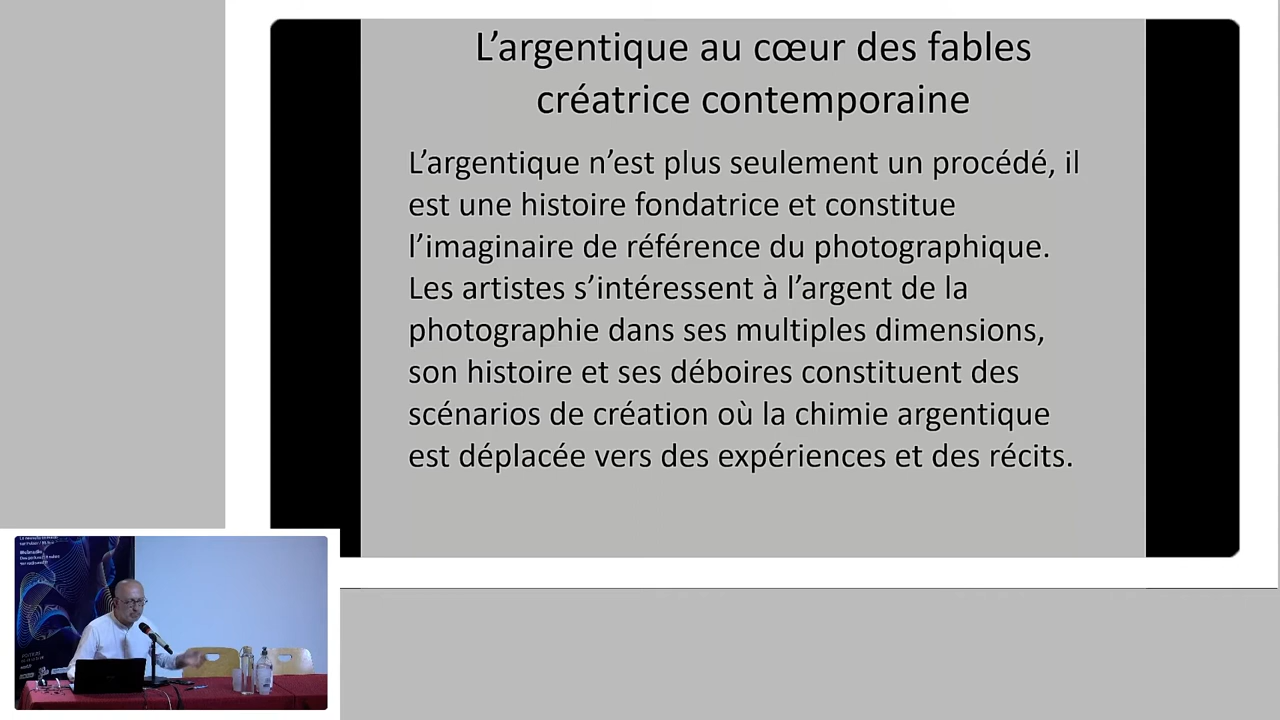 L’argentique au cœur des fables
créatrice contemporaine
L’argentique n’est plus seulement un procédé, il
est une histoire fondatrice et constitue
l’imaginaire de référence du photographique.
Les artistes s’intéressent à l’argent de la
photographie dans ses multiples dimensions,
son histoire et ses déboires constituent des
scénarios de création où la chimie argentique
est déplacée vers des expériences et des récits.
Webradio